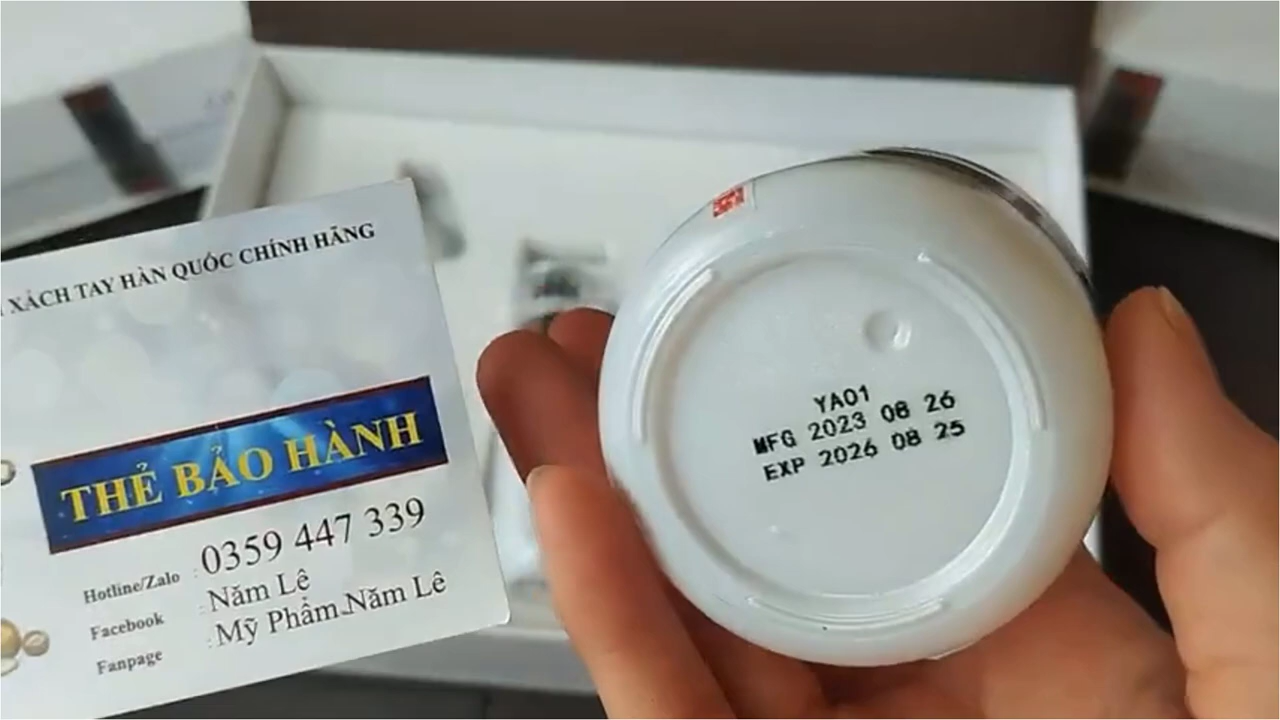 XÁCH TAY HÀN QUỐC CHÍNH HÃNG
THẺ BẢO HÀNH
Hotline/Zalo : 0359 447 339
Facebook : Năm Lê
Fanpage : Mỹ Phẩm Năm Lê
YA01
MFG 2023 08 26
EXP 2026 08 25